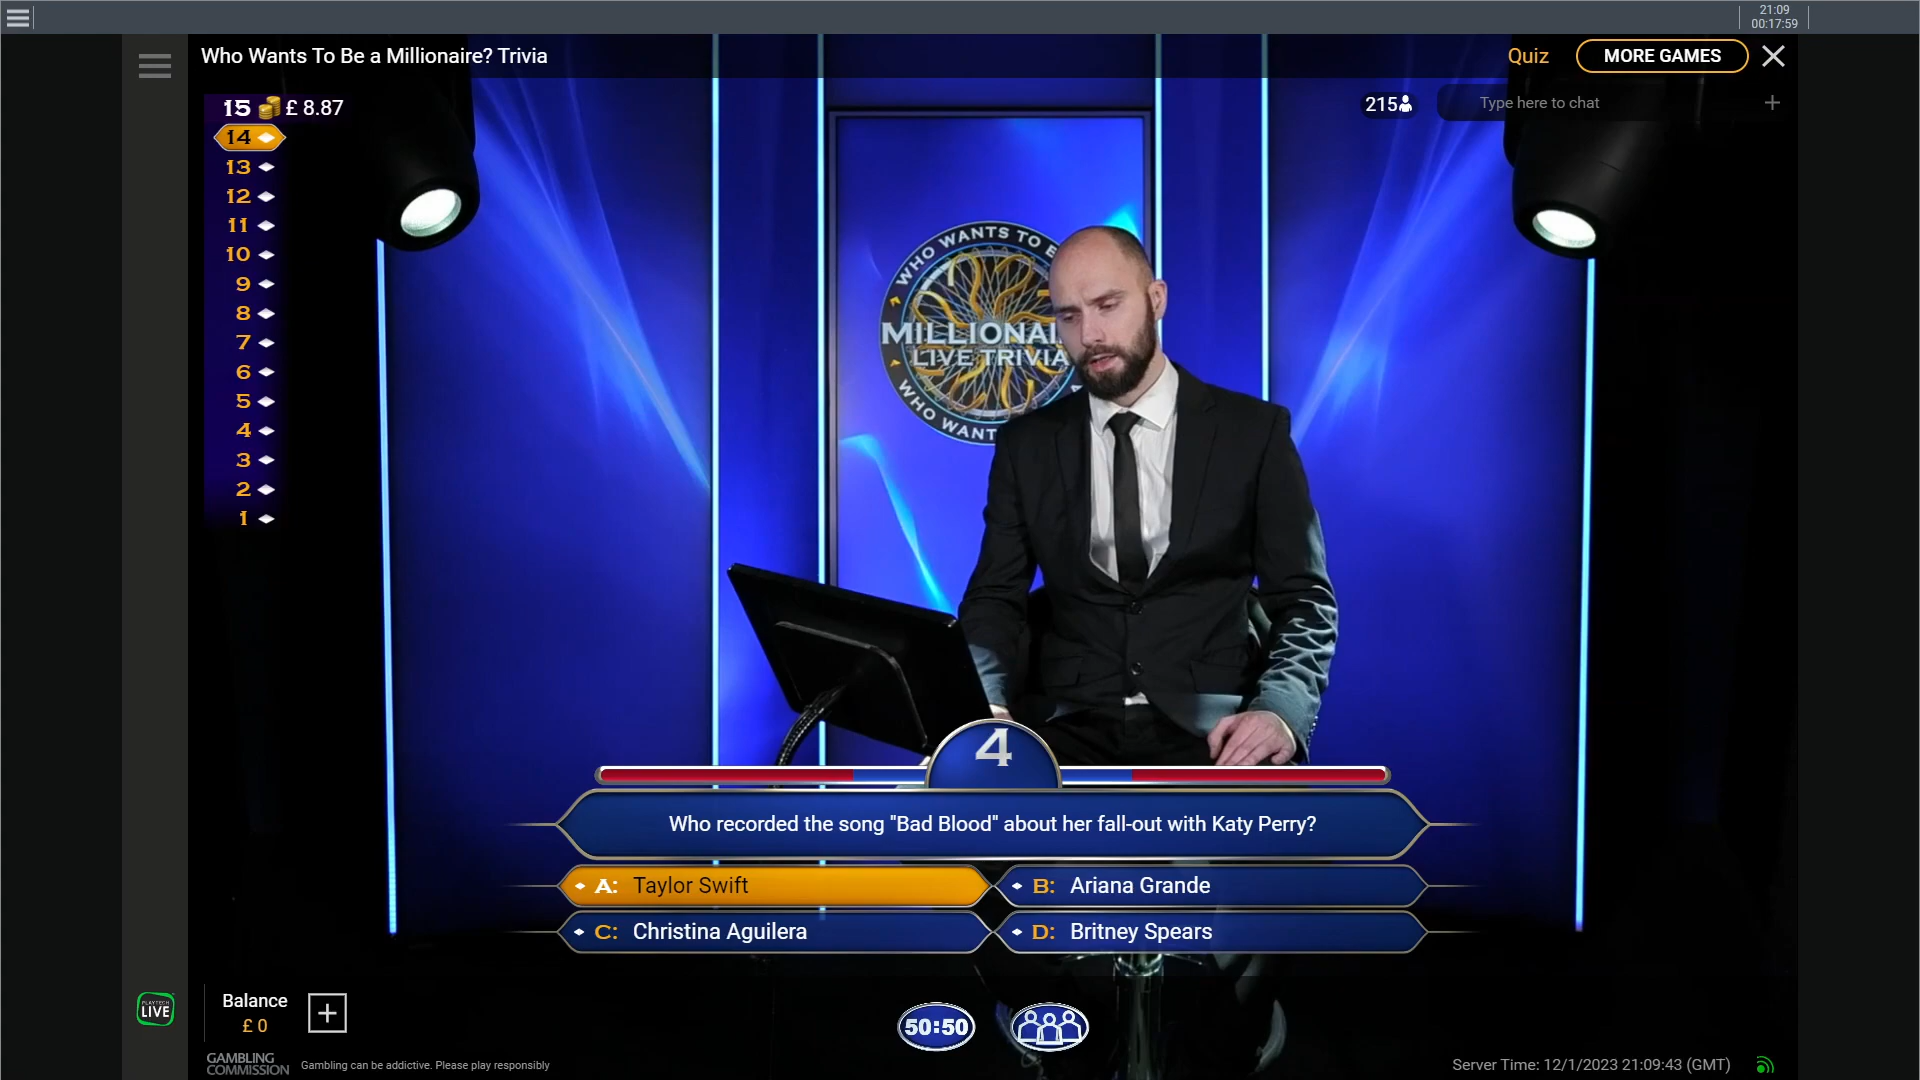 21:09
00:17:59
Who Wants To Be a Millionaire? Trivia
Quiz
MORE GAMES
15 £ 8.87
215
Type here to chat
14
13
12
11
10
9
8
7
6
5
4
3
2
1
WHO WANTS TO
MILLIONAI
LIVE TRIVIA
WHO WANT
4
Who recorded the song "Bad Blood" about her fall-out with Katy Perry?
A: Taylor Swift
B: Ariana Grande
C: Christina Aguilera
D: Britney Spears
PLAYTECH
LIVE
Balance
£ 0
50:50
GAMBLING
COMMISSION
Gambling can be addictive. Please play responsibly
Server Time: 12/1/2023 21:09:43 (GMT)